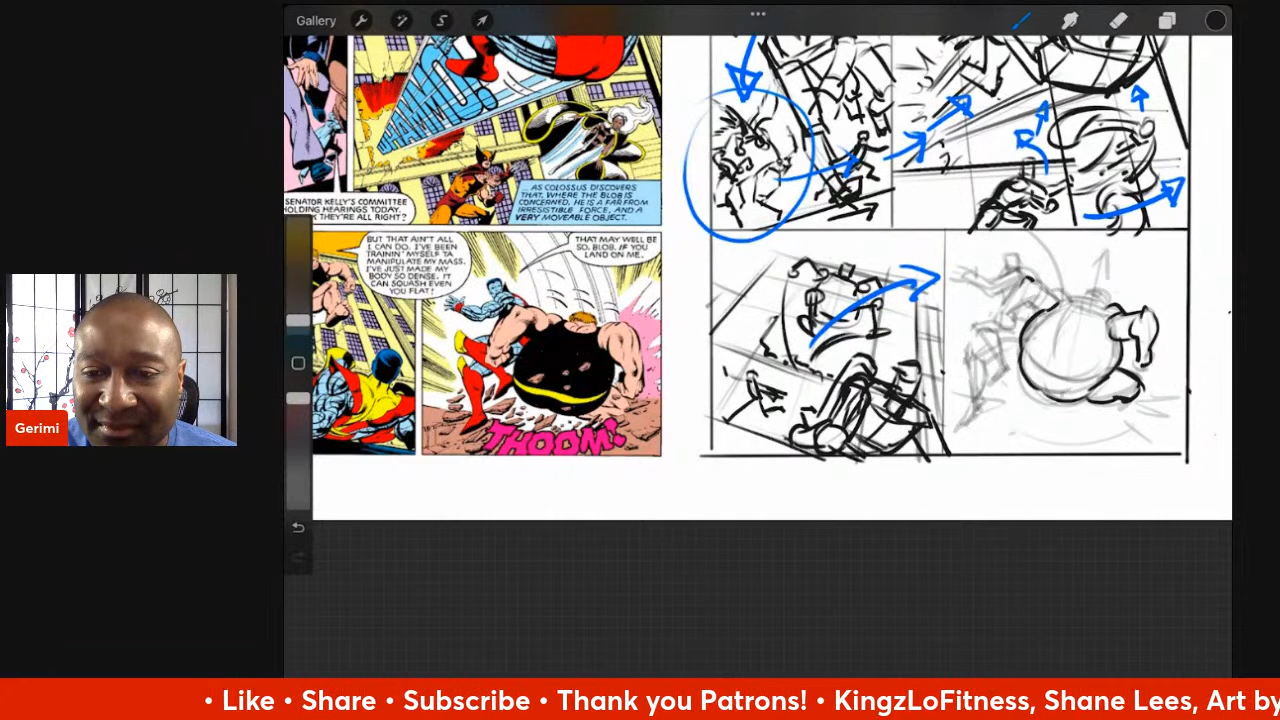 Gallery
HAMMO!
SENATOR KELLY'S COMMITTEE
HOLDING HEARINGS TODAY.
THEY'RE ALL RIGHT?
... AS COLOSSUS DISCOVERS
THAT, WHERE THE BLOB IS
CONCERNED, HE IS A FAR FROM
IRRESISTIBLE FORCE, AND A
VERY MOVEABLE OBJECT.
BUT THAT AIN'T ALL
I CAN DO. I'VE BEEN
TRAININ' MYSELF TA
MANIPULATE MY MASS.
I'VE JUST MADE MY
BODY SO DENSE, IT
CAN SQUASH EVEN
YOU FLAT!
THAT MAY WELL BE
SO, BLOB. IF YOU
LAND ON ME.
THOOM!
Gerimi
• Like • Share • Subscribe • Thank you Patrons! • KingzLoFitness, Shane Lees, Art by